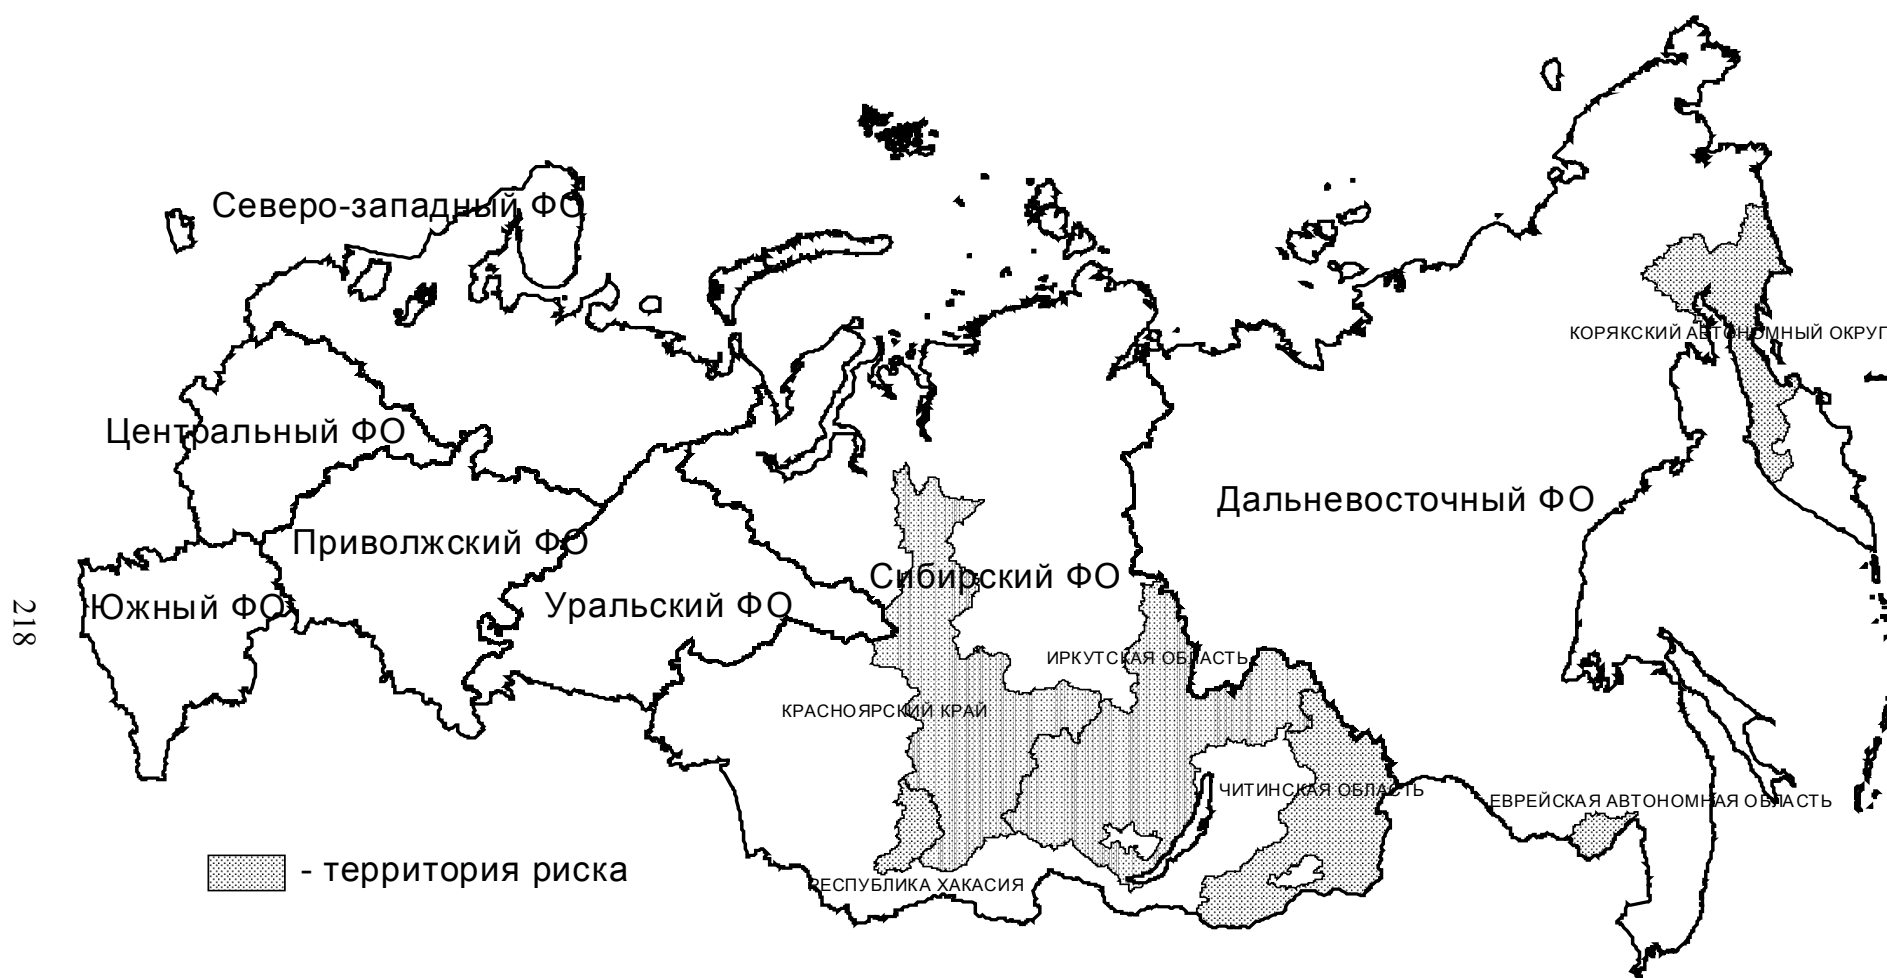 Северо-западный ФО
КОРЯКСКИЙ АВТОНОМНЫЙ ОКРУГ
Центральный ФО
Дальневосточный ФО
Приволжский ФО
Сибирский ФО
Южный ФО
Уральский ФО
218
ИРКУТСКАЯ ОБЛАСТЬ
КРАСНОЯРСКИЙ КРАЙ
ЧИТИНСКАЯ ОБЛАСТЬ
ЕВРЕЙСКАЯ АВТОНОМНАЯ ОБЛАСТЬ
- территория риска
РЕСПУБЛИКА ХАКАСИЯ